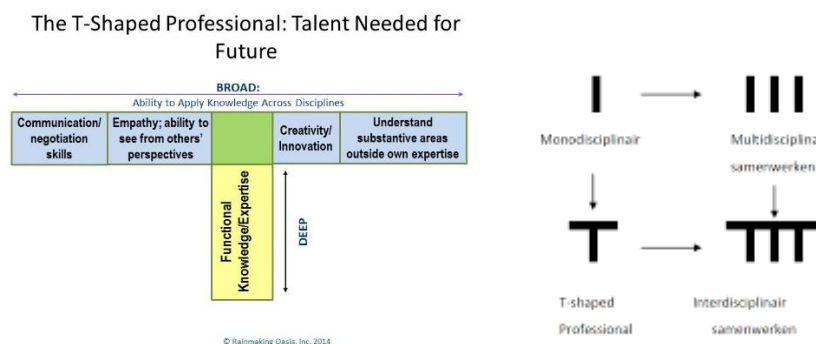 The T-Shaped Professional: Talent Needed for
Future
BROAD:
Ability to Apply Knowledge Across Disciplines
Communication/
negotiation
skills
Empathy; ability to
see from others'
perspectives
Creativity/
Innovation
Understand
substantive areas
outside own expertise
Functional
Knowledge/Expertise
DEEP
© Rainmaking Oasis, Inc. 2014
Monodisciplinair
Multidisciplina
samenwerken
T-shaped
Professional
Interdisciplinair
samenwerken